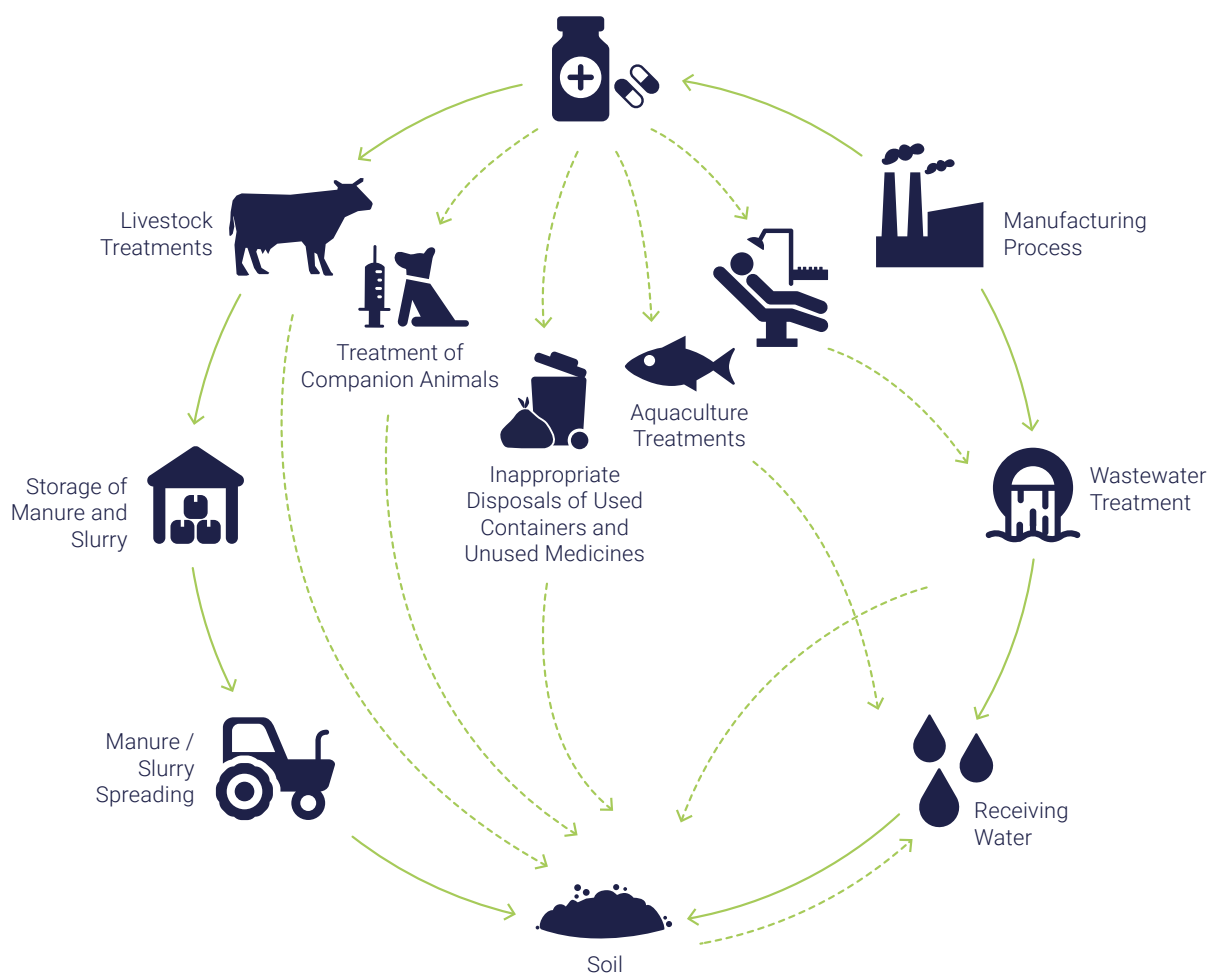 Livestock
Treatments
Manufacturing
Process
Treatment of
Companion Animals
Aquaculture
Treatments
Inappropriate
Disposals of Used
Containers and
Unused Medicines
Storage of
Manure and
Slurry
Wastewater
Treatment
Manure /
Slurry
Spreading
Receiving
Water
Soil